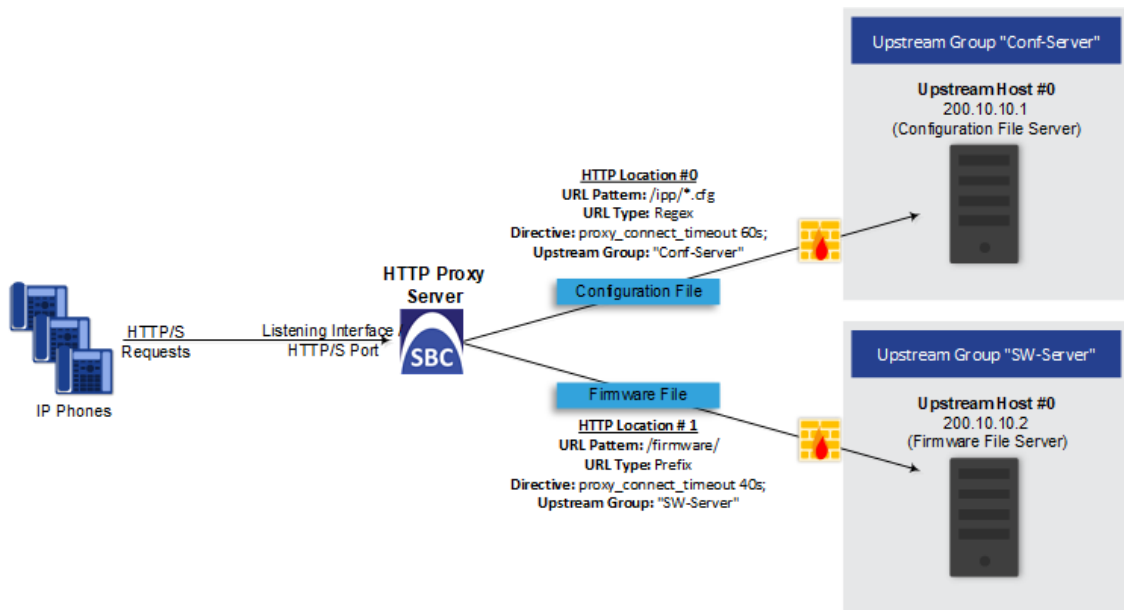 Upstream Group "Conf-Server"
Upstream Host #0
200.10.10.1
(Configuration File Server)
HTTP Location #0
URL Pattern: /ipp/*.cfg
URL Type: Regex
Directive: proxy_connect_timeout 60s;
Upstream Group: "Conf-Server"
Configuration File
HTTP Proxy
Server
HTTP/S
Requests
Listening Interface /
HTTP/S Port
SBC
IP Phones
Firmware File
HTTP Location # 1
URL Pattern: /firmware/
URL Type: Prefix
Directive: proxy_connect_timeout 40s;
Upstream Group: "SW-Server"
Upstream Group "SW-Server"
Upstream Host #0
200.10.10.2
(Firmware File Server)